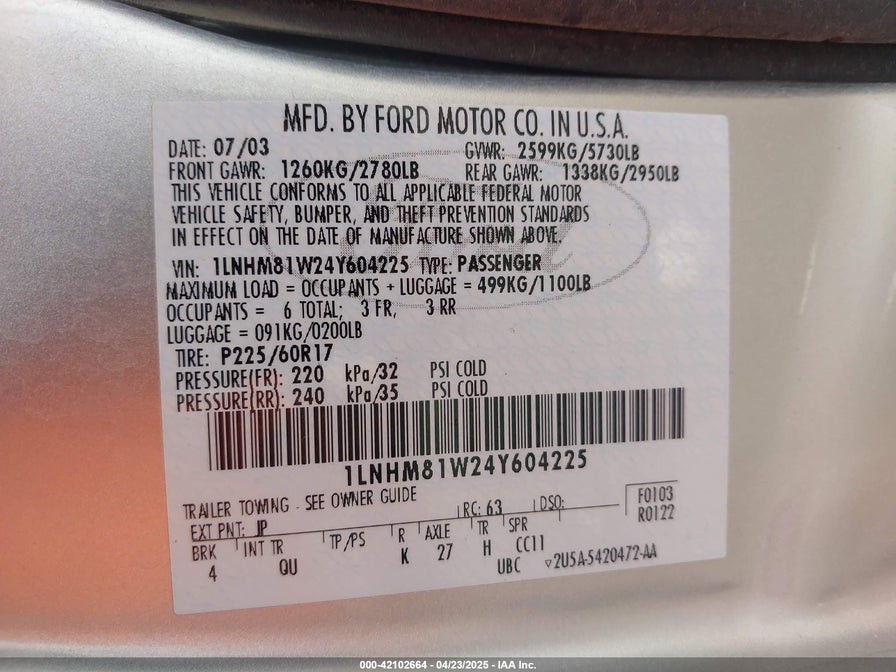 MFD. BY FORD MOTOR CO. IN U.S.A.
DATE: 07/03 GVWR: 2599KG/5730LB
FRONT GAWR: 1260KG/2780LB REAR GAWR: 1338KG/2950LB
THIS VEHICLE CONFORMS TO ALL APPLICABLE FEDERAL MOTOR
VEHICLE SAFETY, BUMPER, AND THEFT PREVENTION STANDARDS
IN EFFECT ON THE DATE OF MANUFACTURE SHOWN ABOVE.
VIN: 1LNHM81W24Y604225 TYPE: PASSENGER
MAXIMUM LOAD = OCCUPANTS + LUGGAGE = 499KG/1100LB
OCCUPANTS = 6 TOTAL; 3 FR, 3 RR
LUGGAGE = 091KG/0200LB
TIRE: P225/60R17
PRESSURE(FR): 220 kPa/32 PSI COLD
PRESSURE(RR): 240 kPa/35 PSI COLD
1LNHM81W24Y604225
TRAILER TOWING - SEE OWNER GUIDE
EXT PNT: JP RC: 63 DSO: F0103
R0122
BRK INT TR TP/PS R AXLE TR SPR
4 QU K 27 H CC11
UBC ▽2U5A-5420472-AA
000-42102664 - 04/23/2025 - IAA Inc.